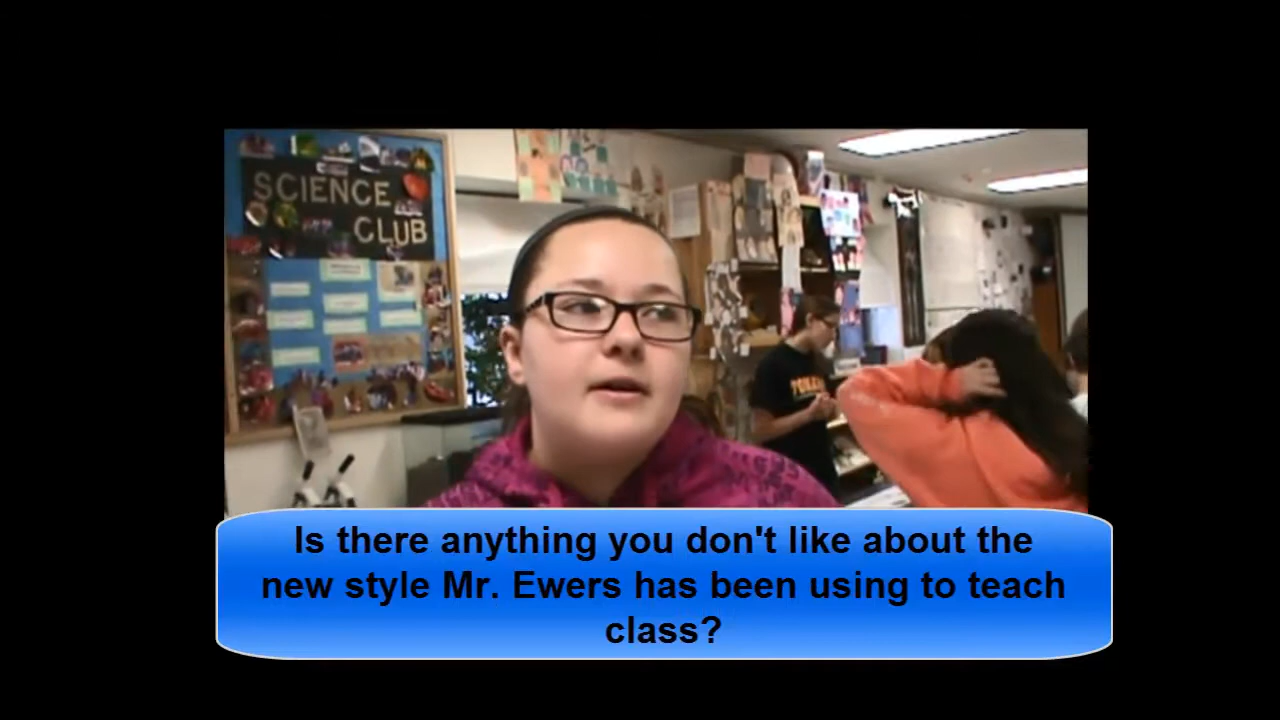 SCIENCE
CLUB
Is there anything you don't like about the
new style Mr. Ewers has been using to teach
class?